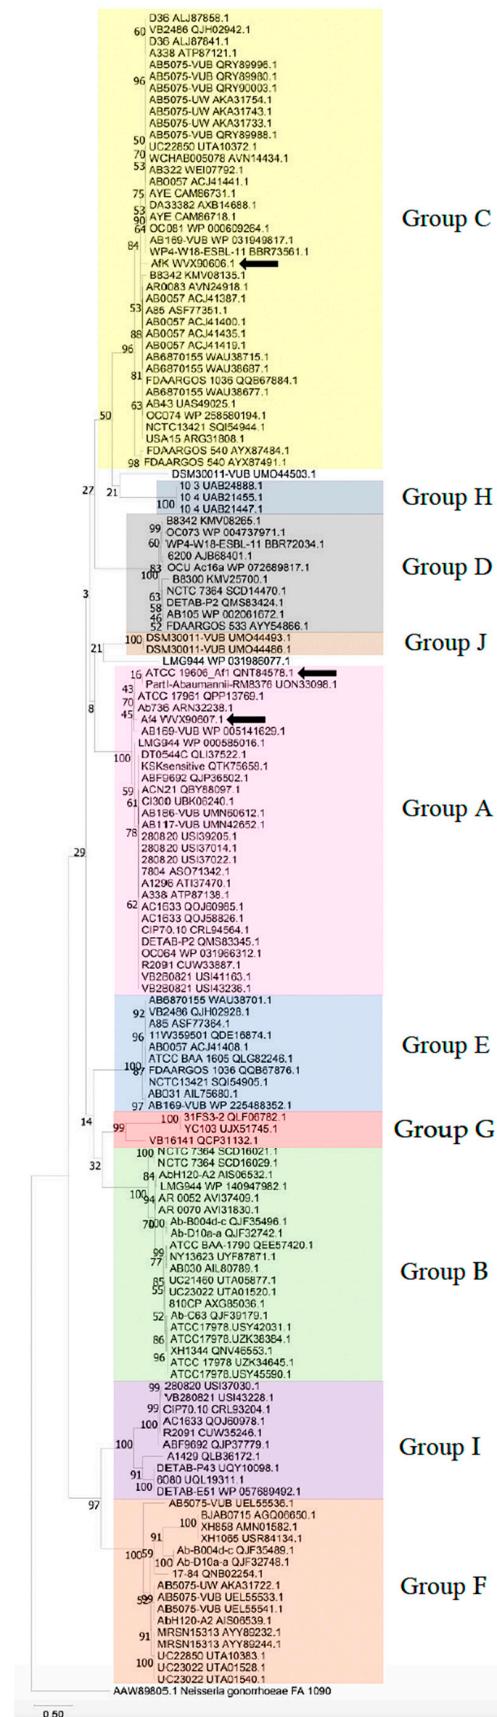 D36 ALJ87858.1
60
VB2486 QJH02942.1
D36 ALJ87841.1
A338 ATP87121.1
AB5075-VUB QRY89996.1
96
AB5075-VUB QRY89980.1
AB5075-VUB QRY90003.1
AB5075-UW AKA31754.1
AB5075-UW AKA31743.1
AB5075-UW AKA31733.1
AB5075-VUB QRY89988.1
50
UC22850 UTA10372.1
70
WCHAB005078 AVN14434.1
53
AB322 WEI07792.1
AB0057 ACJ41441.1
75
AYE CAM86731.1
DA33382 AXB14688.1
53
AYE CAM86718.1
90
OC081 WP 000609264.1
64
AB169-VUB WP 031949817.1
84
WP4-W18-ESBL-11 BBR73561.1
AfK WVX90606.1
B8342 KMV08135.1
AR0083 AVN24918.1
AB0057 ACJ41387.1
53
A85 ASF77351.1
AB0057 ACJ41400.1
88
AB0057 ACJ41435.1
AB0057 ACJ41419.1
96
AB6870155 WAU38715.1
AB6870155 WAU38687.1
81
FDAARGOS 1036 QQB67884.1
AB6870155 WAU38677.1
63
AB43 UAS49025.1
OC074 WP 258580194.1
50
NCTC13421 SQI54944.1
USA15 ARG31808.1
FDAARGOS 540 AYX87484.1
98
FDAARGOS 540 AYX87491.1
Group C
DSM30011-VUB UMO44503.1
27
21
10 3 UAB24888.1
10 4 UAB21455.1
100
10 4 UAB21447.1
Group H
B8342 KMV08265.1
99
OC073 WP 004737971.1
60
WP4-W18-ESBL-11 BBR72034.1
6200 AJB68401.1
83
OCU Ac16a WP 072689817.1
100
B8300 KMV25700.1
NCTC 7364 SCD14470.1
63
DETAB-P2 QMS83424.1
58
AB105 WP 002061672.1
46
52
FDAARGOS 533 AYY54866.1
Group D
3
100
DSM30011-VUB UMO44493.1
21
DSM30011-VUB UMO44486.1
Group J
LMG944 WP 031986077.1
16
ATCC 19606_Af1 QNT84578.1
43
PartI-Abaumannii-RM8376 UON33098.1
70
ATCC 17961 QPP13769.1
8
45
Ab736 ARN32238.1
Af4 WVX90607.1
AB169-VUB WP 005141629.1
LMG944 WP 000585016.1
100
DT0544C QLI37522.1
KSKsensitive QTK75658.1
ABF9692 QJP36502.1
59
ACN21 QBY88097.1
61
CI300 UBK06240.1
AB186-VUB UMN60612.1
AB117-VUB UMN42652.1
78
280820 USI39205.1
280820 USI37014.1
29
280820 USI37022.1
7804 ASO71342.1
A1296 ATI37470.1
A338 ATP87138.1
62
AC1633 QOJ60965.1
AC1633 QOJ58826.1
CIP70.10 CRL94564.1
DETAB-P2 QMS83345.1
OC064 WP 031966312.1
R2091 CUW33887.1
VB280821 USI41163.1
VB280821 USI43236.1
Group A
AB6870155 WAU38701.1
92
VB2486 QJH02928.1
A85 ASF77364.1
96
11W359501 QDE16874.1
AB0057 ACJ41408.1
100
ATCC BAA 1605 QLG82246.1
87
FDAARGOS 1036 QQB67876.1
NCTC13421 SQI54905.1
AB031 AIL75680.1
97
AB169-VUB WP 225488352.1
Group E
14
100
31FS3-2 QLF06782.1
99
YC103 UJX51745.1
VB16141 QCP31132.1
Group G
32
100
NCTC 7364 SCD16021.1
NCTC 7364 SCD16029.1
84
AbH120-A2 AIS06532.1
LMG944 WP 140947982.1
100
94
AR 0052 AVI37409.1
AR 0070 AVI31830.1
70
100
Ab-B004d-c QJF35496.1
Ab-D10a-a QJF32742.1
ATCC BAA-1790 QEE57420.1
99
NY13623 UYF87871.1
77
AB030 AIL80789.1
85
UC21460 UTA05877.1
55
UC23022 UTA01520.1
810CP AXG85036.1
52
Ab-C63 QJF39179.1
ATCC17978.USY42031.1
86
ATCC17978.UZK38384.1
XH1344 QNV46553.1
96
ATCC 17978 UZK34645.1
ATCC17978.USY45590.1
Group B
99
280820 USI37030.1
VB280821 USI43228.1
CIP70.10 CRL93204.1
100
AC1633 QOJ60978.1
R2091 CUW35246.1
100
ABF9692 QJP37779.1
A1429 QLB36172.1
DETAB-P43 UQY10098.1
91
6080 UQL19311.1
100
DETAB-E51 WP 057689492.1
Group I
97
AB5075-VUB UEL55536.1
BJAB0715 AGQ06650.1
100
XH858 AMN01582.1
91
XH1065 USR84134.1
100
59
Ab-B004d-c QJF35489.1
100
Ab-D10a-a QJF32748.1
17-84 QNB02254.1
AB5075-UW AKA31722.1
99
AB5075-VUB UEL55533.1
AB5075-VUB UEL55541.1
AbH120-A2 AIS06539.1
91
MRSN15313 AYY89232.1
MRSN15313 AYY89244.1
UC22850 UTA10383.1
100
UC23022 UTA01528.1
UC23022 UTA01540.1
Group F
AAW89805.1 Neisseria gonorrhoeae FA 1090
0.50